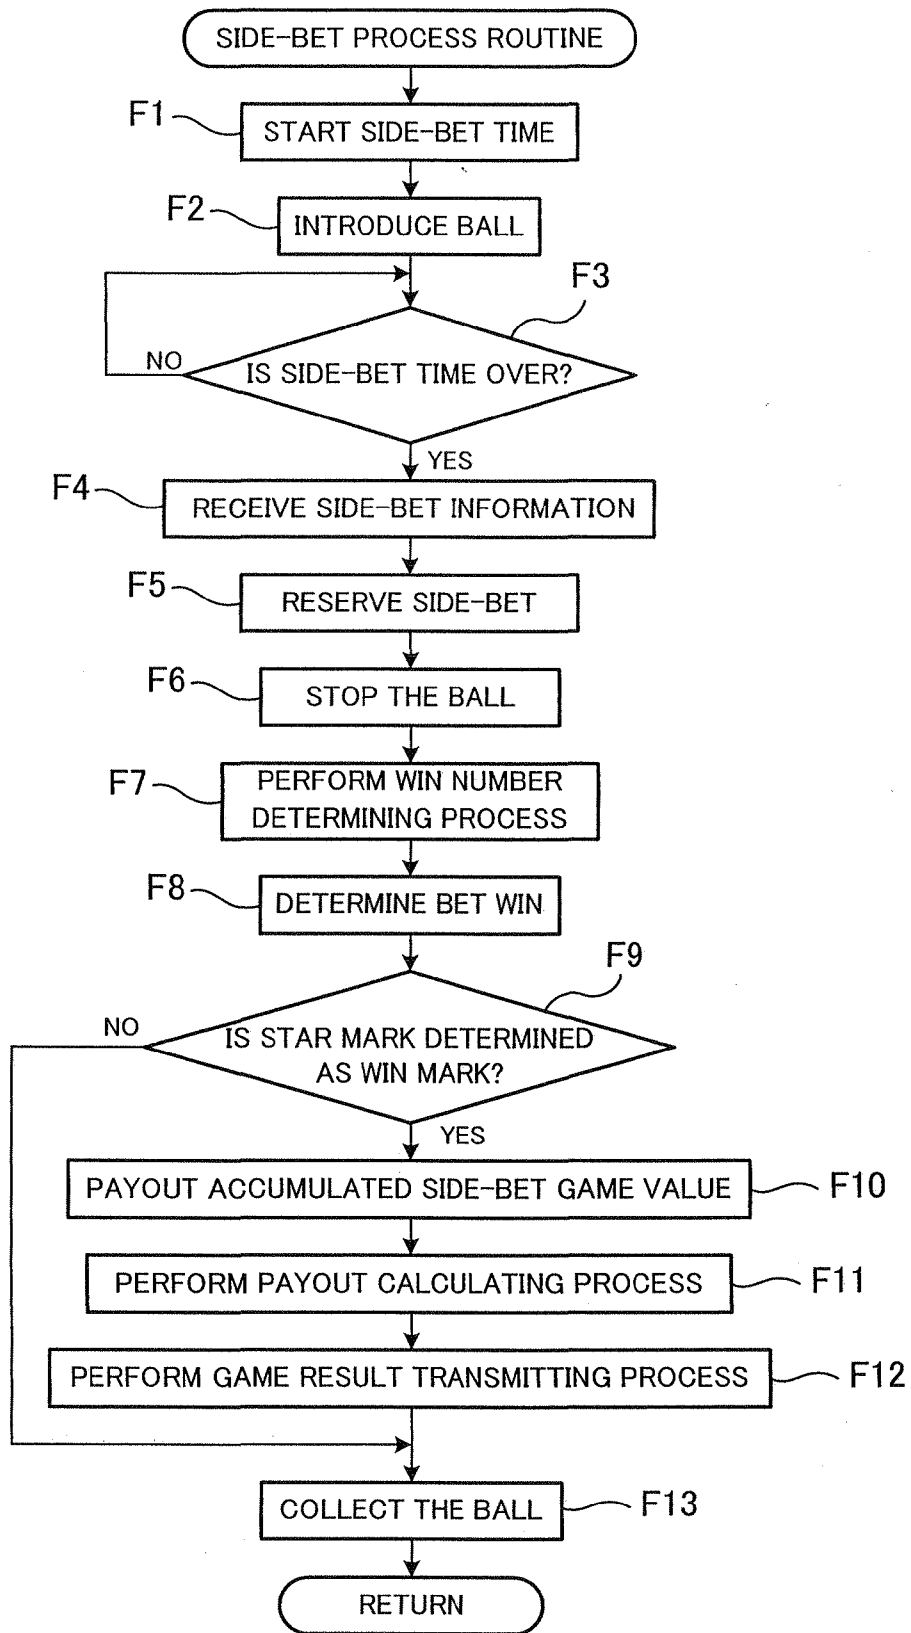 SIDE-BET PROCESS ROUTINE
F1
START SIDE-BET TIME
F2
INTRODUCE BALL
F3
NO
IS SIDE-BET TIME OVER?
YES
F4
RECEIVE SIDE-BET INFORMATION
F5
RESERVE SIDE-BET
F6
STOP THE BALL
F7
PERFORM WIN NUMBER
DETERMINING PROCESS
F8
DETERMINE BET WIN
F9
NO
IS STAR MARK DETERMINED
AS WIN MARK?
YES
PAYOUT ACCUMULATED SIDE-BET GAME VALUE
F10
PERFORM PAYOUT CALCULATING PROCESS
F11
PERFORM GAME RESULT TRANSMITTING PROCESS
F12
COLLECT THE BALL
F13
RETURN